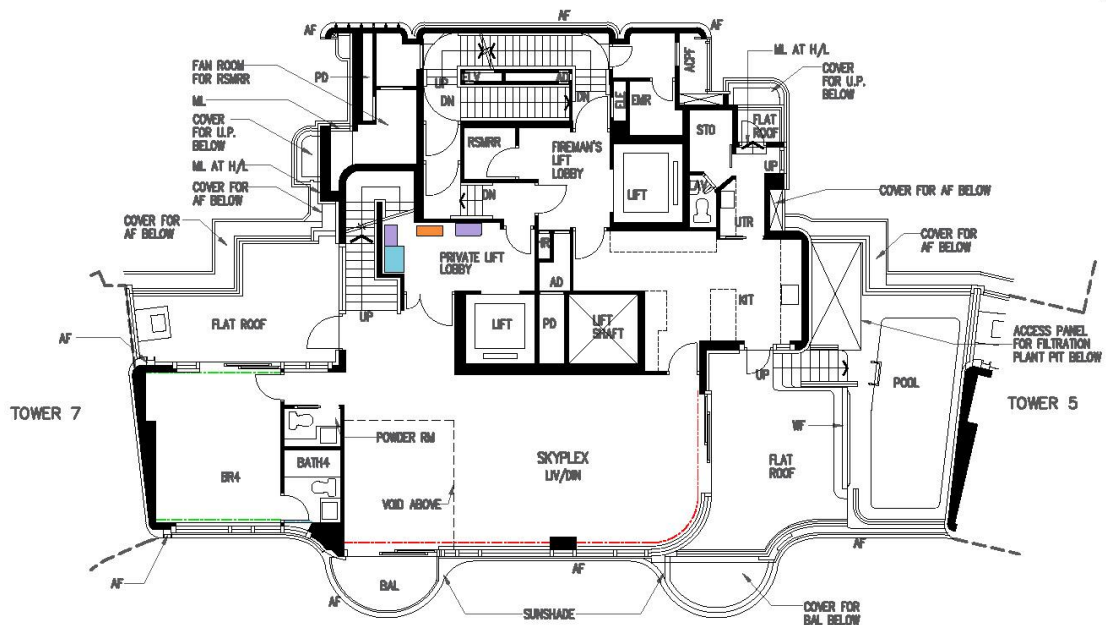 AF
AF
AF
FAN ROOM
FOR RSMRR
PD
ML
COVER
FOR U.P.
BELOW
ML AT H/L
COVER FOR
AF BELOW
COVER FOR
AF BELOW
UP
DN
ELV
AD
DN
ELE
EMR
ACPF
ML AT H/L
COVER
FOR U.P.
BELOW
FLAT
ROOF
STO
UP
RSMRR
FIREMAN'S
LIFT
LOBBY
LIFT
LAV
UTR
DN
COVER FOR AF BELOW
COVER FOR
AF BELOW
PRIVATE LIFT
LOBBY
HR
AD
KIT
FLAT ROOF
UP
LIFT
PD
LIFT
SHAFT
ACCESS PANEL
FOR FILTRATION
PLANT PIT BELOW
AF
UP
POOL
TOWER 7
TOWER 5
POWDER RM
WF
BATH4
BR4
VOID ABOVE
SKYPLEX
LIV/DIN
FLAT
ROOF
AF
AF
BAL
AF
AF
SUNSHADE
COVER FOR
BAL BELOW